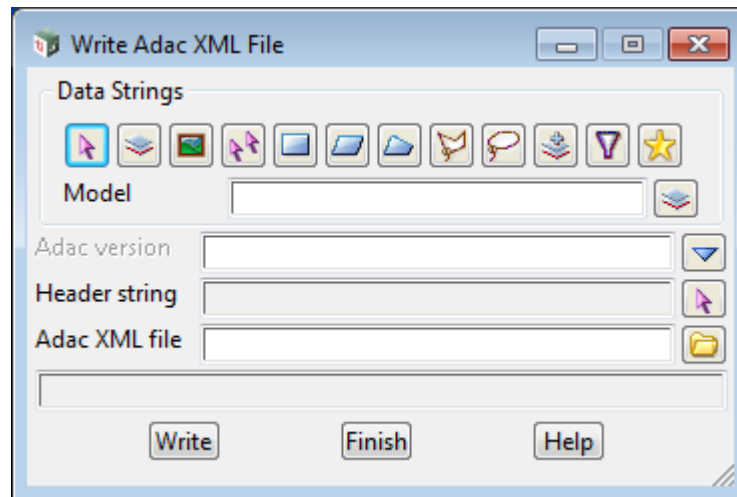 Write Adac XML File
Data Strings
Model
Adac version
Header string
Adac XML file
Write Finish Help